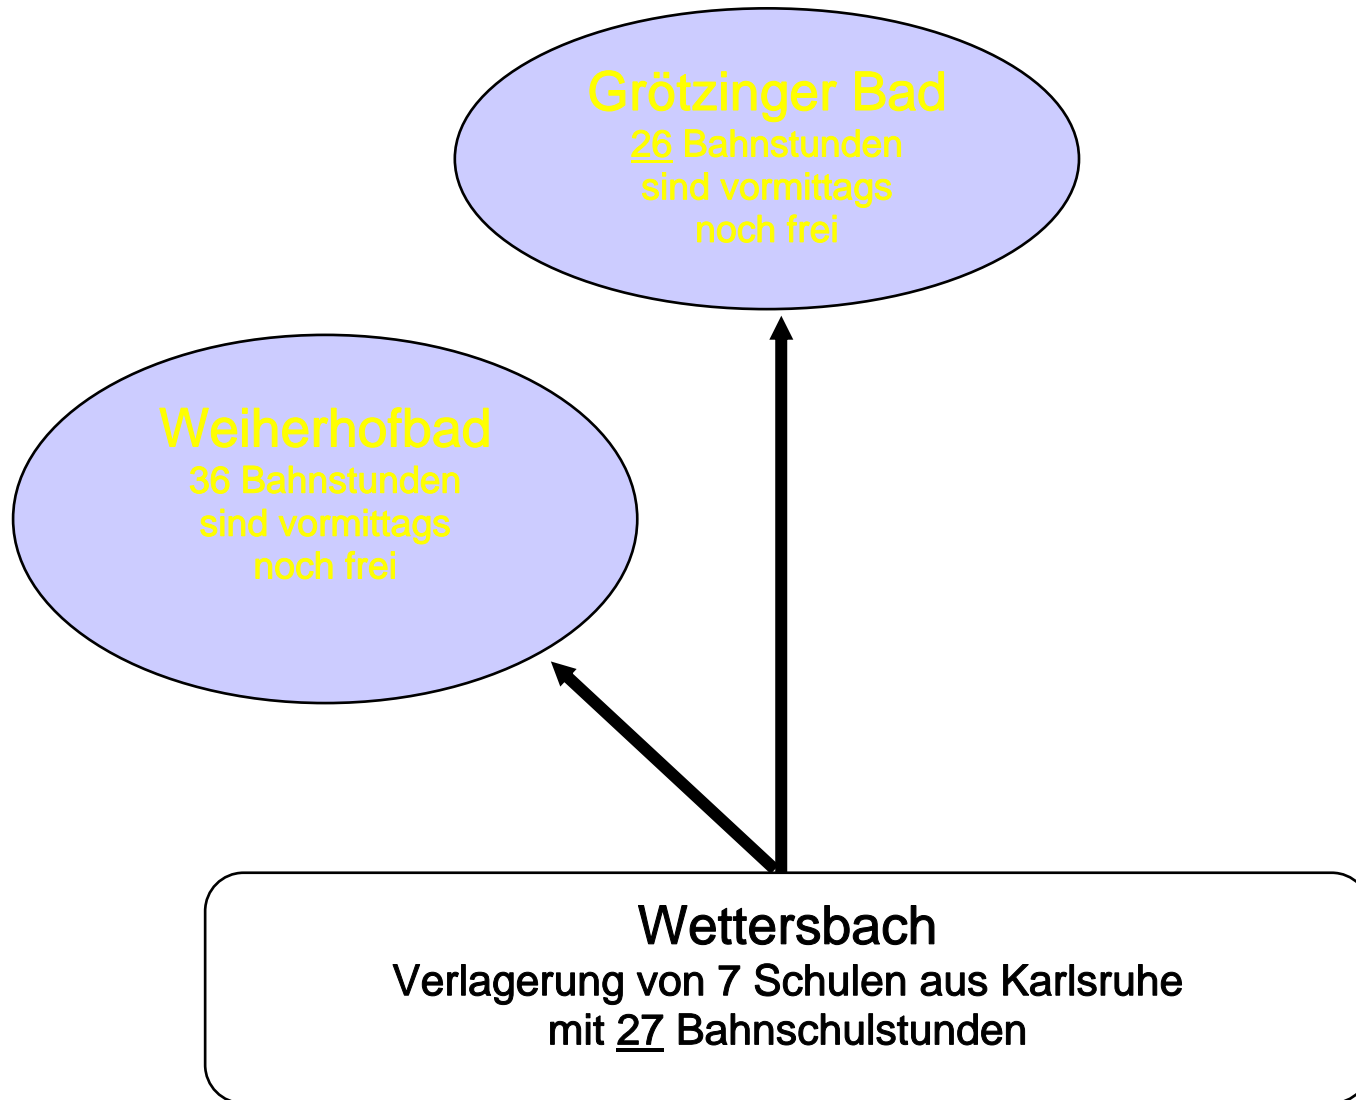 Grötzinger Bad
26 Bahnstunden
sind vormittags
noch frei
Weiherhofbad
36 Bahnstunden
sind vormittags
noch frei
Wettersbach
Verlagerung von 7 Schulen aus Karlsruhe
mit 27 Bahnschulstunden